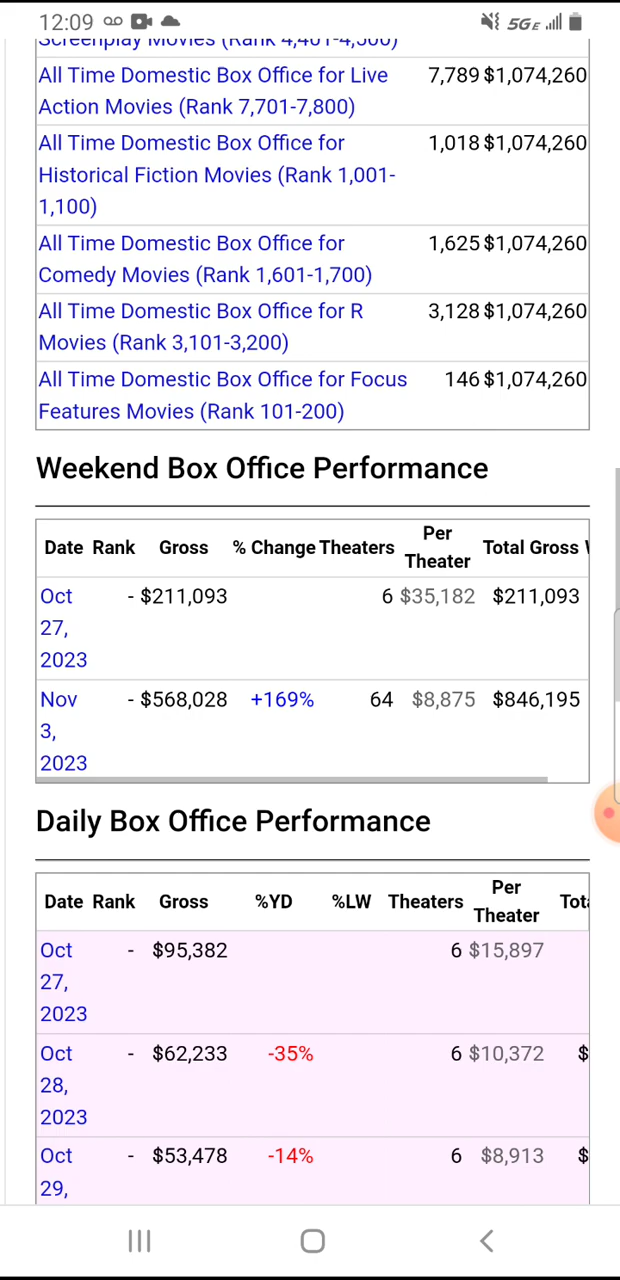 12:09
5GE
Screenplay Movies (Rank 4,401-4,500)
All Time Domestic Box Office for Live 7,789 $1,074,260
Action Movies (Rank 7,701-7,800)
All Time Domestic Box Office for 1,018 $1,074,260
Historical Fiction Movies (Rank 1,001-
1,100)
All Time Domestic Box Office for 1,625 $1,074,260
Comedy Movies (Rank 1,601-1,700)
All Time Domestic Box Office for R 3,128 $1,074,260
Movies (Rank 3,101-3,200)
All Time Domestic Box Office for Focus 146 $1,074,260
Features Movies (Rank 101-200)
Weekend Box Office Performance
Date Rank Gross % Change Theaters Per Theater Total Gross
Oct - $211,093 6 $35,182 $211,093
27,
2023
Nov - $568,028 +169% 64 $8,875 $846,195
3,
2023
Daily Box Office Performance
Date Rank Gross %YD %LW Theaters Per Theater
Oct - $95,382 6 $15,897
27,
2023
Oct - $62,233 -35% 6 $10,372 $
28,
2023
Oct - $53,478 -14% 6 $8,913 $
29,